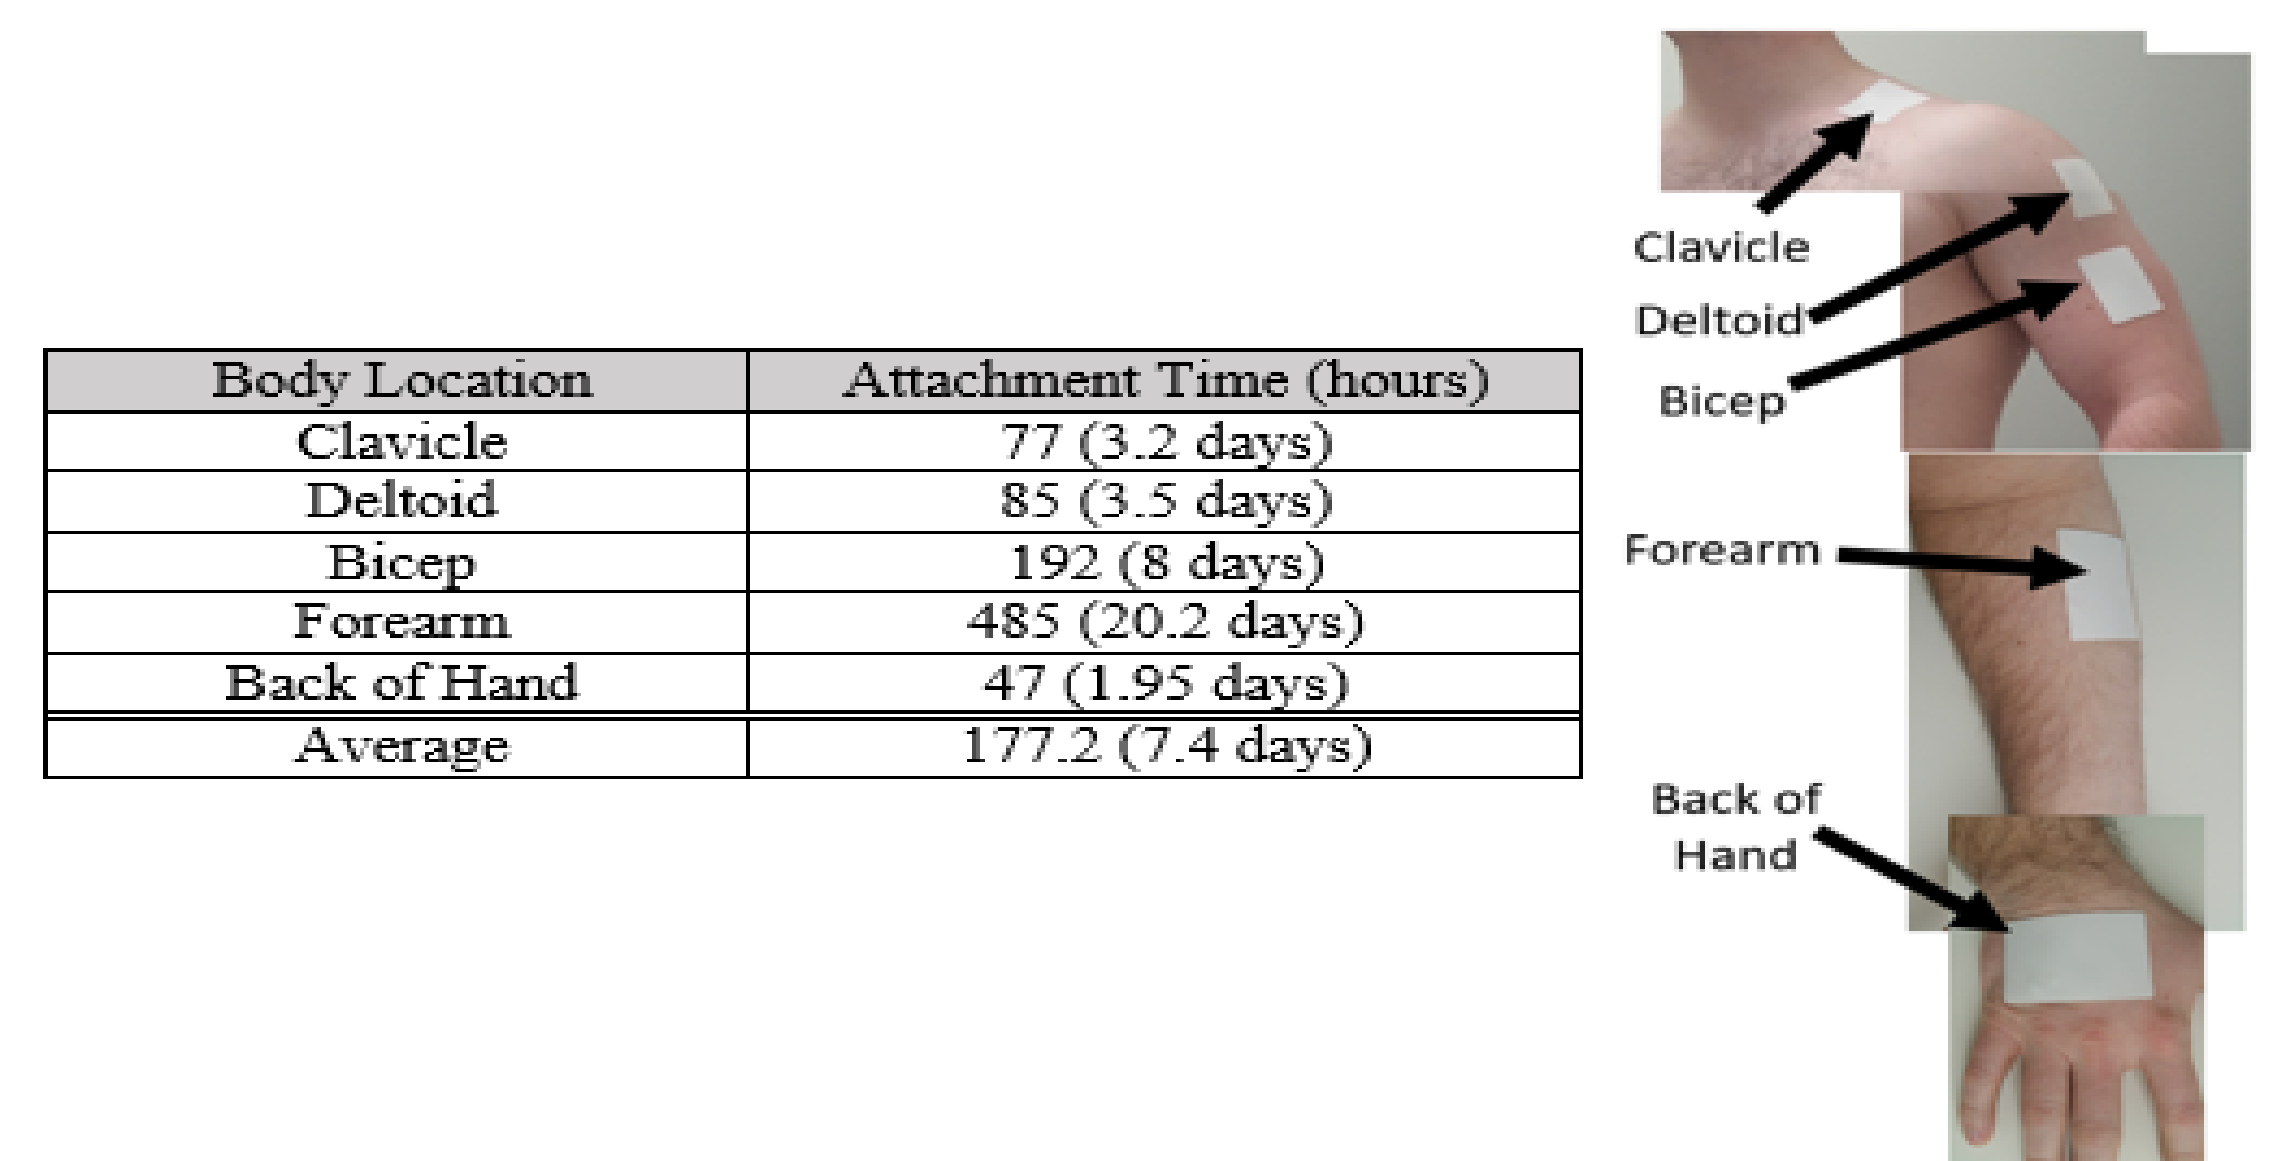 Body Location Attachment Time (hours)
Clavicle 77 (3.2 days)
Deltoid 85 (3.5 days)
Bicep 192 (8 days)
Forearm 485 (20.2 days)
Back of Hand 47 (1.95 days)
Average 177.2 (7.4 days)
Clavicle
Deltoid
Bicep
Forearm
Back of
Hand